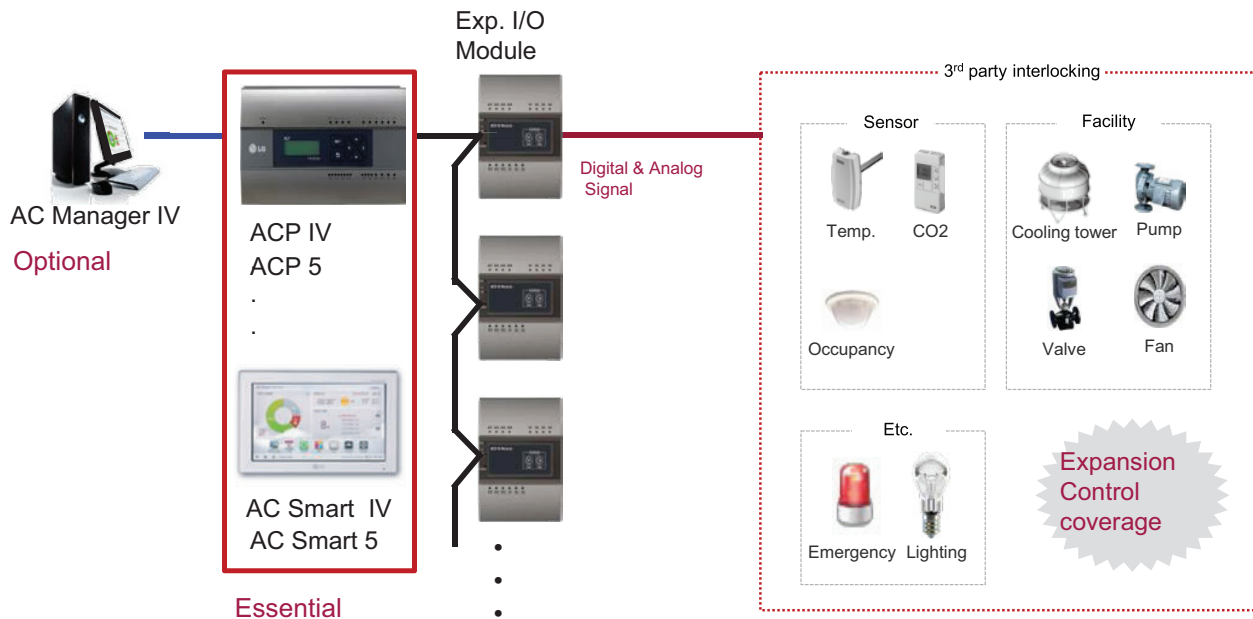 Exp. I/O
Module
3rd party interlocking
Sensor
Facility
LG
Digital & Analog
Signal
AC Manager IV
Optional
ACP IV
ACP 5
.
.
Temp.
CO2
Cooling tower
Pump
Occupancy
Valve
Fan
Etc.
Expansion
Control
coverage
AC Smart IV
AC Smart 5
Emergency
Lighting
Essential